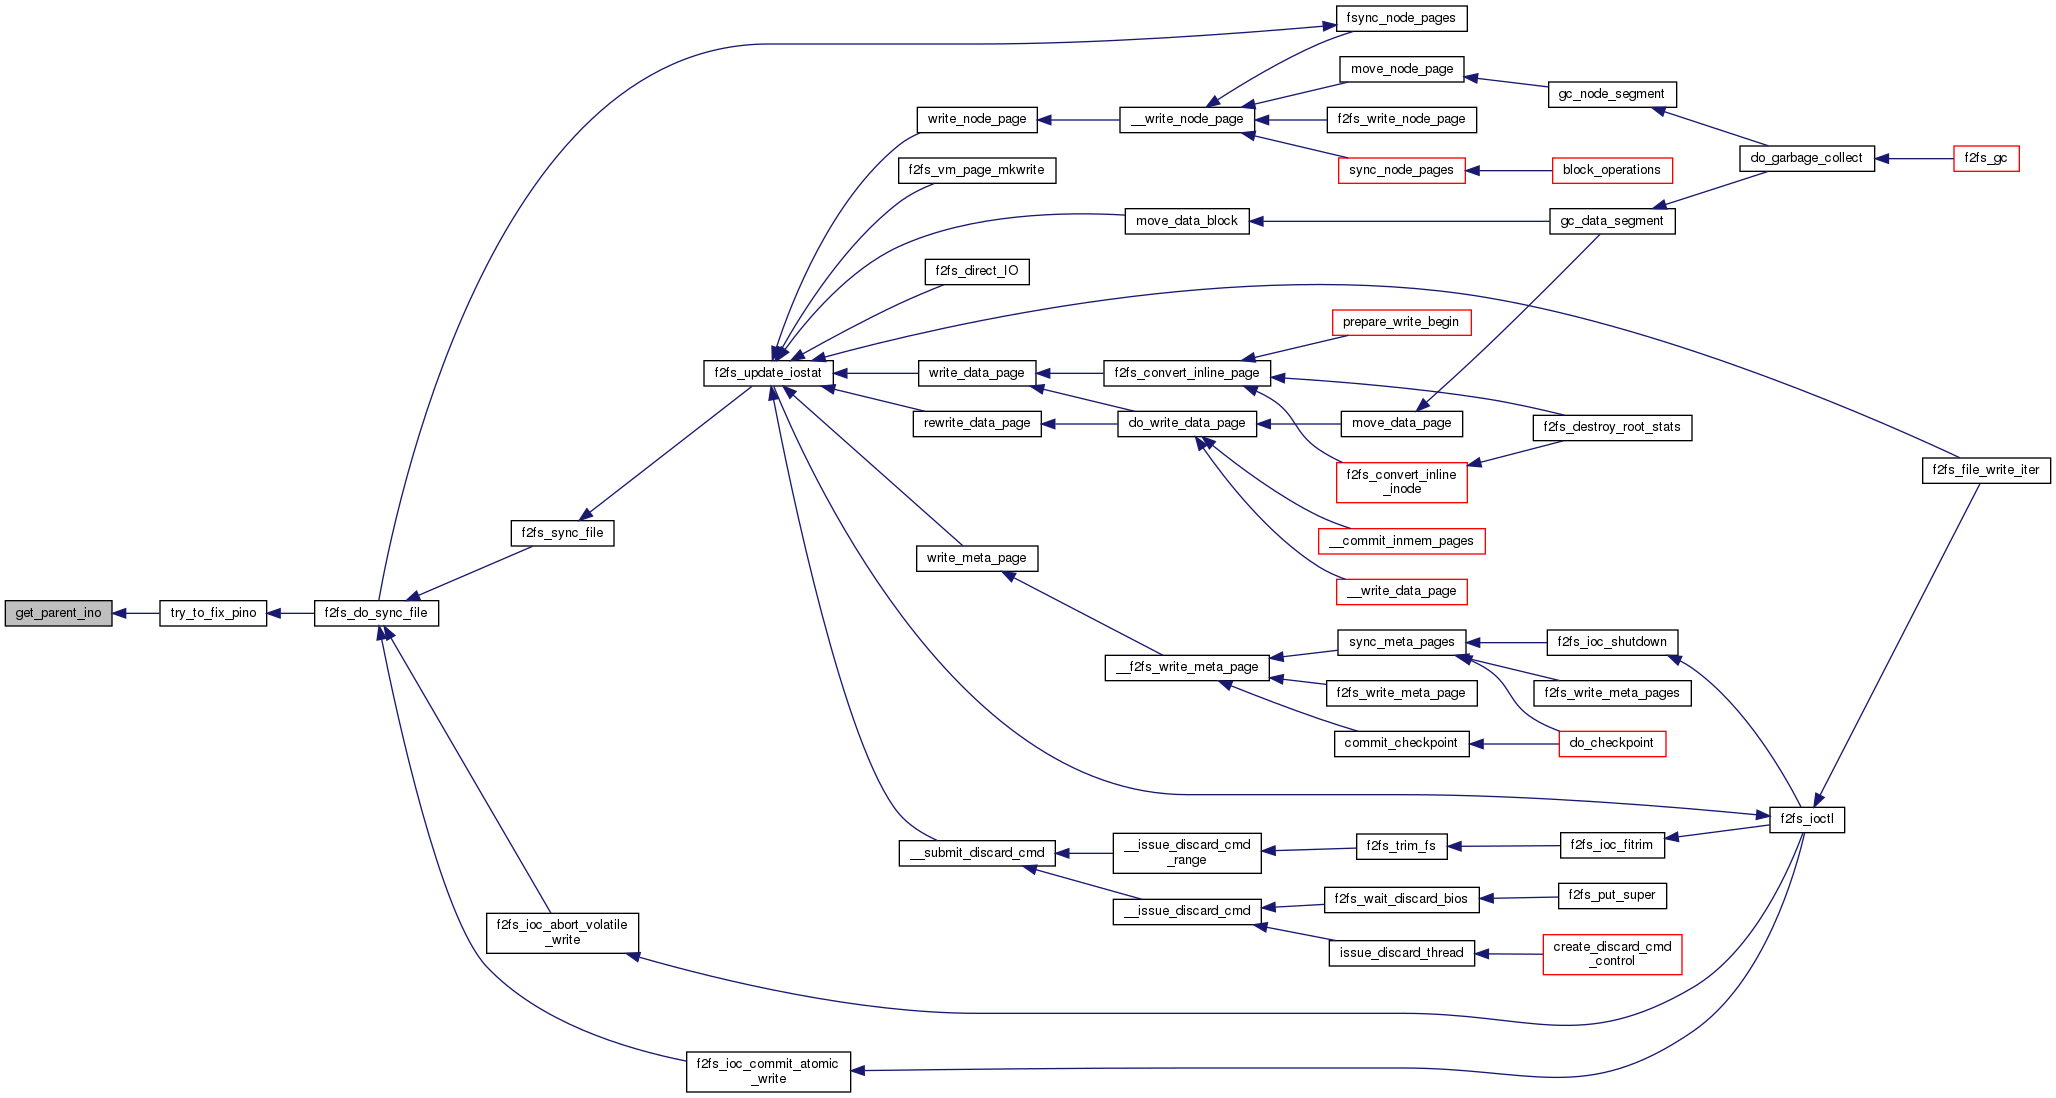 fsync_node_pages
move_node_page
gc_node_segment
write_node_page
__write_node_page
f2fs_write_node_page
do_garbage_collect
f2fs_gc
f2fs_vm_page_mkwrite
sync_node_pages
block_operations
move_data_block
gc_data_segment
f2fs_direct_IO
prepare_write_begin
f2fs_update_iostat
write_data_page
f2fs_convert_inline_page
rewrite_data_page
do_write_data_page
move_data_page
f2fs_destroy_root_stats
f2fs_convert_inline
_inode
f2fs_file_write_iter
f2fs_sync_file
__commit_inmem_pages
write_meta_page
__write_data_page
get_parent_ino
try_to_fix_pino
f2fs_do_sync_file
sync_meta_pages
f2fs_ioc_shutdown
__f2fs_write_meta_page
f2fs_write_meta_page
f2fs_write_meta_pages
commit_checkpoint
do_checkpoint
f2fs_ioctl
__submit_discard_cmd
__issue_discard_cmd
_range
f2fs_trim_fs
f2fs_ioc_fitrim
__issue_discard_cmd
f2fs_wait_discard_bios
f2fs_put_super
f2fs_ioc_abort_volatile
_write
issue_discard_thread
create_discard_cmd
_control
f2fs_ioc_commit_atomic
_write